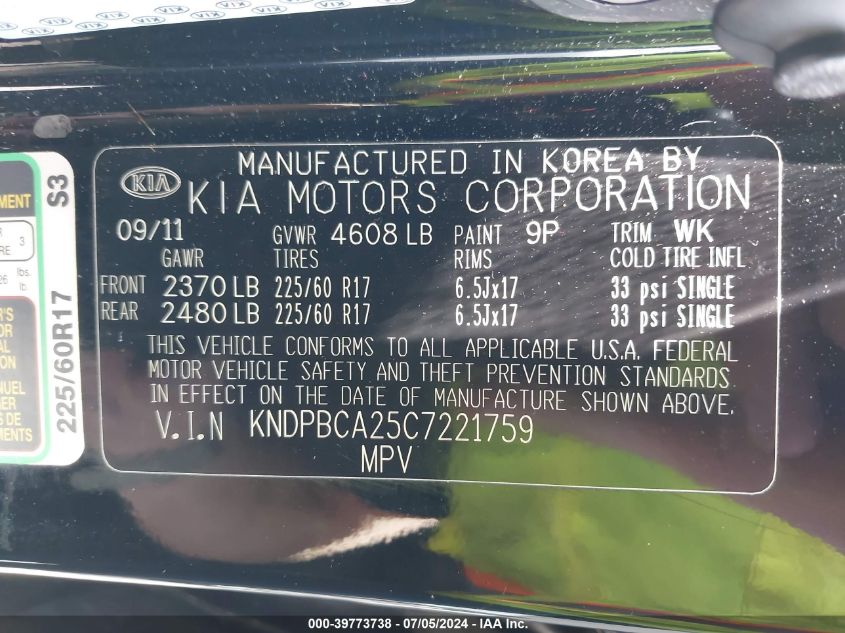 MANUFACTURED IN KOREA BY
KIA KIA MOTORS CORPORATION
09/11 GVWR 4608 LB PAINT 9P TRIM WK
GAWR TIRES RIMS COLD TIRE INFL
FRONT 2370 LB 225/60 R17 6.5Jx17 33 psi SINGLE
REAR 2480 LB 225/60 R17 6.5Jx17 33 psi SINGLE
THIS VEHICLE CONFORMS TO ALL APPLICABLE U.S.A. FEDERAL
MOTOR VEHICLE SAFETY AND THEFT PREVENTION STANDARDS
IN EFFECT ON THE DATE OF MANUFACTURE SHOWN ABOVE.
V.I.N KNDPBCA25C7221759
MPV
225/60R17 S3
3
lbs.
lb.
000-39773738 - 07/05/2024 - IAA Inc.